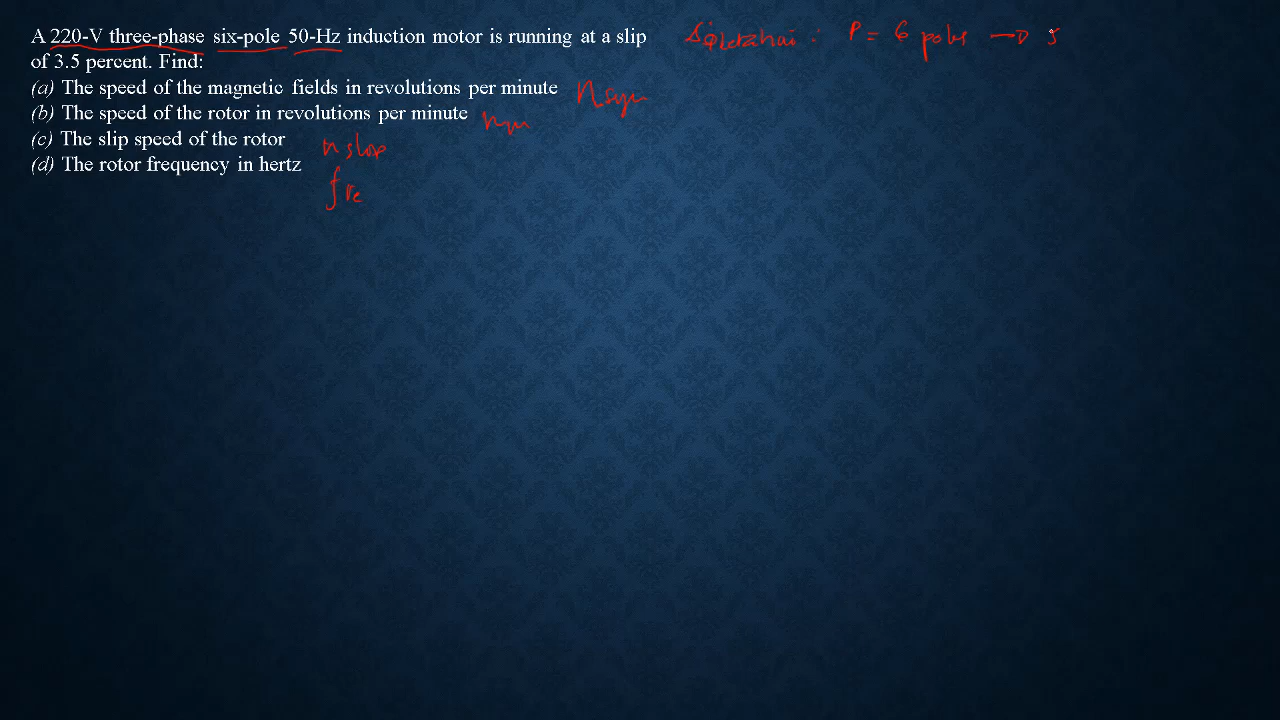 A 220-V three-phase six-pole 50-Hz induction motor is running at a slip
of 3.5 percent. Find:
(a) The speed of the magnetic fields in revolutions per minute
(b) The speed of the rotor in revolutions per minute
(c) The slip speed of the rotor
(d) The rotor frequency in hertz
P = 6 poles →
n sync
n slip
f re